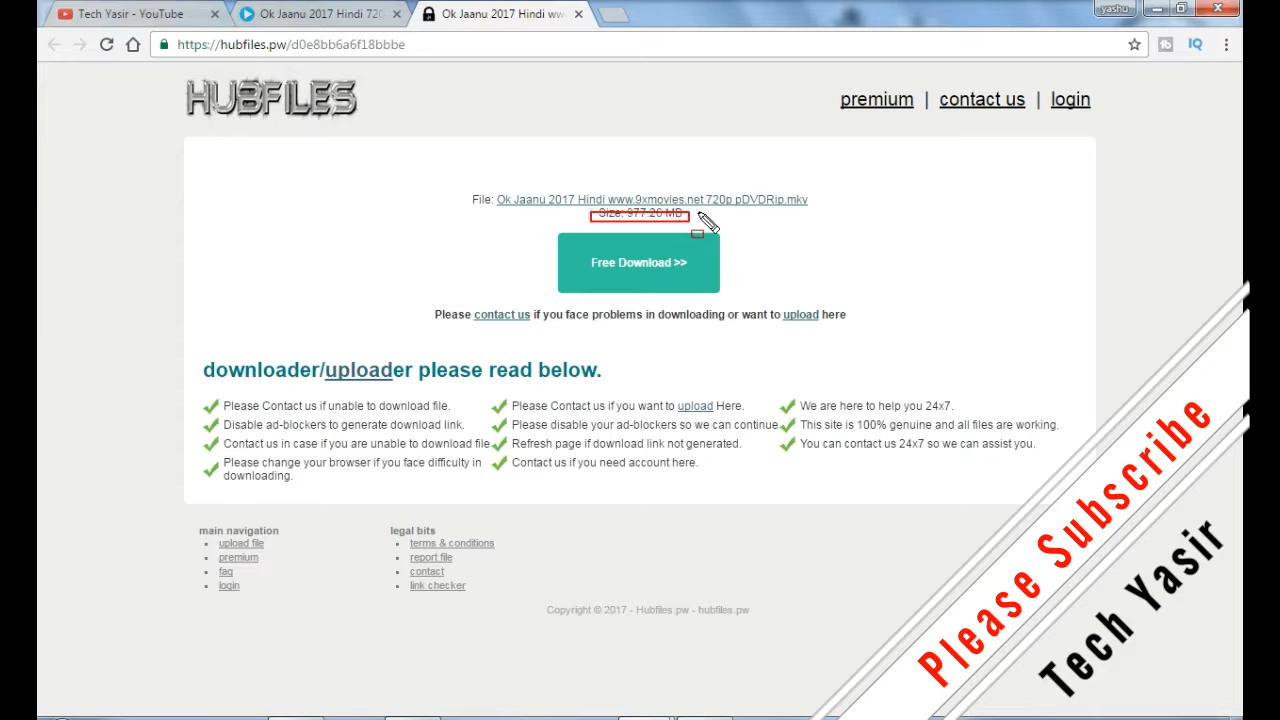 Tech Yasir - YouTube
Ok Jaanu 2017 Hindi 720
Ok Jaanu 2017 Hindi ww
yashu
https://hubfiles.pw/d0e8bb6a6f18bbbe
HUBFILES
premium | contact us | login
File: Ok Jaanu 2017 Hindi www.9xmovies.net 720p pDVDRip.mkv
Size: 977.26 MB
Free Download >>
Please contact us if you face problems in downloading or want to upload here
downloader/uploader please read below.
Please Contact us if unable to download file.
Please Contact us if you want to upload Here.
We are here to help you 24x7.
Disable ad-blockers to generate download link.
Please disable your ad-blockers so we can continue
This site is 100% genuine and all files are working.
Contact us in case if you are unable to download file
Refresh page if download link not generated.
You can contact us 24x7 so we can assist you.
Please change your browser if you face difficulty in
downloading.
Contact us if you need account here.
main navigation
upload file
premium
faq
login
legal bits
terms & conditions
report file
contact
link checker
Copyright © 2017 - Hubfiles.pw - hubfiles.pw
Please Subscribe
Tech Yasir